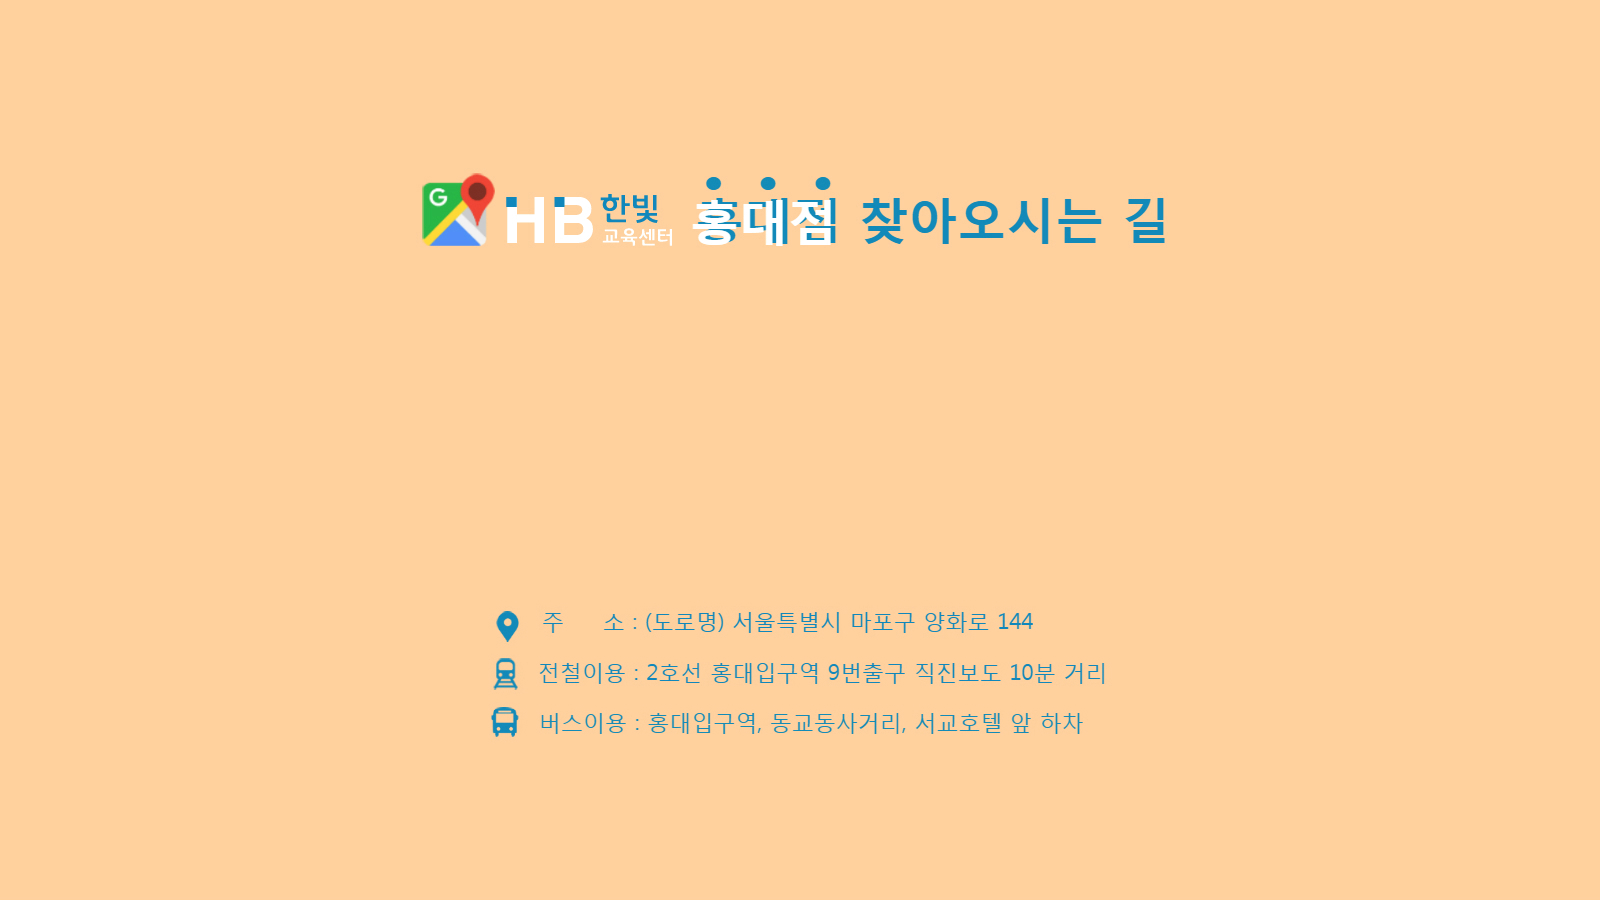 HB 한빛 교육센터 홍대점 찾아오시는 길
주 소 : (도로명) 서울특별시 마포구 양화로 144
전철이용 : 2호선 홍대입구역 9번출구 직진보도 10분 거리
버스이용 : 홍대입구역, 동교동사거리, 서교호텔 앞 하차